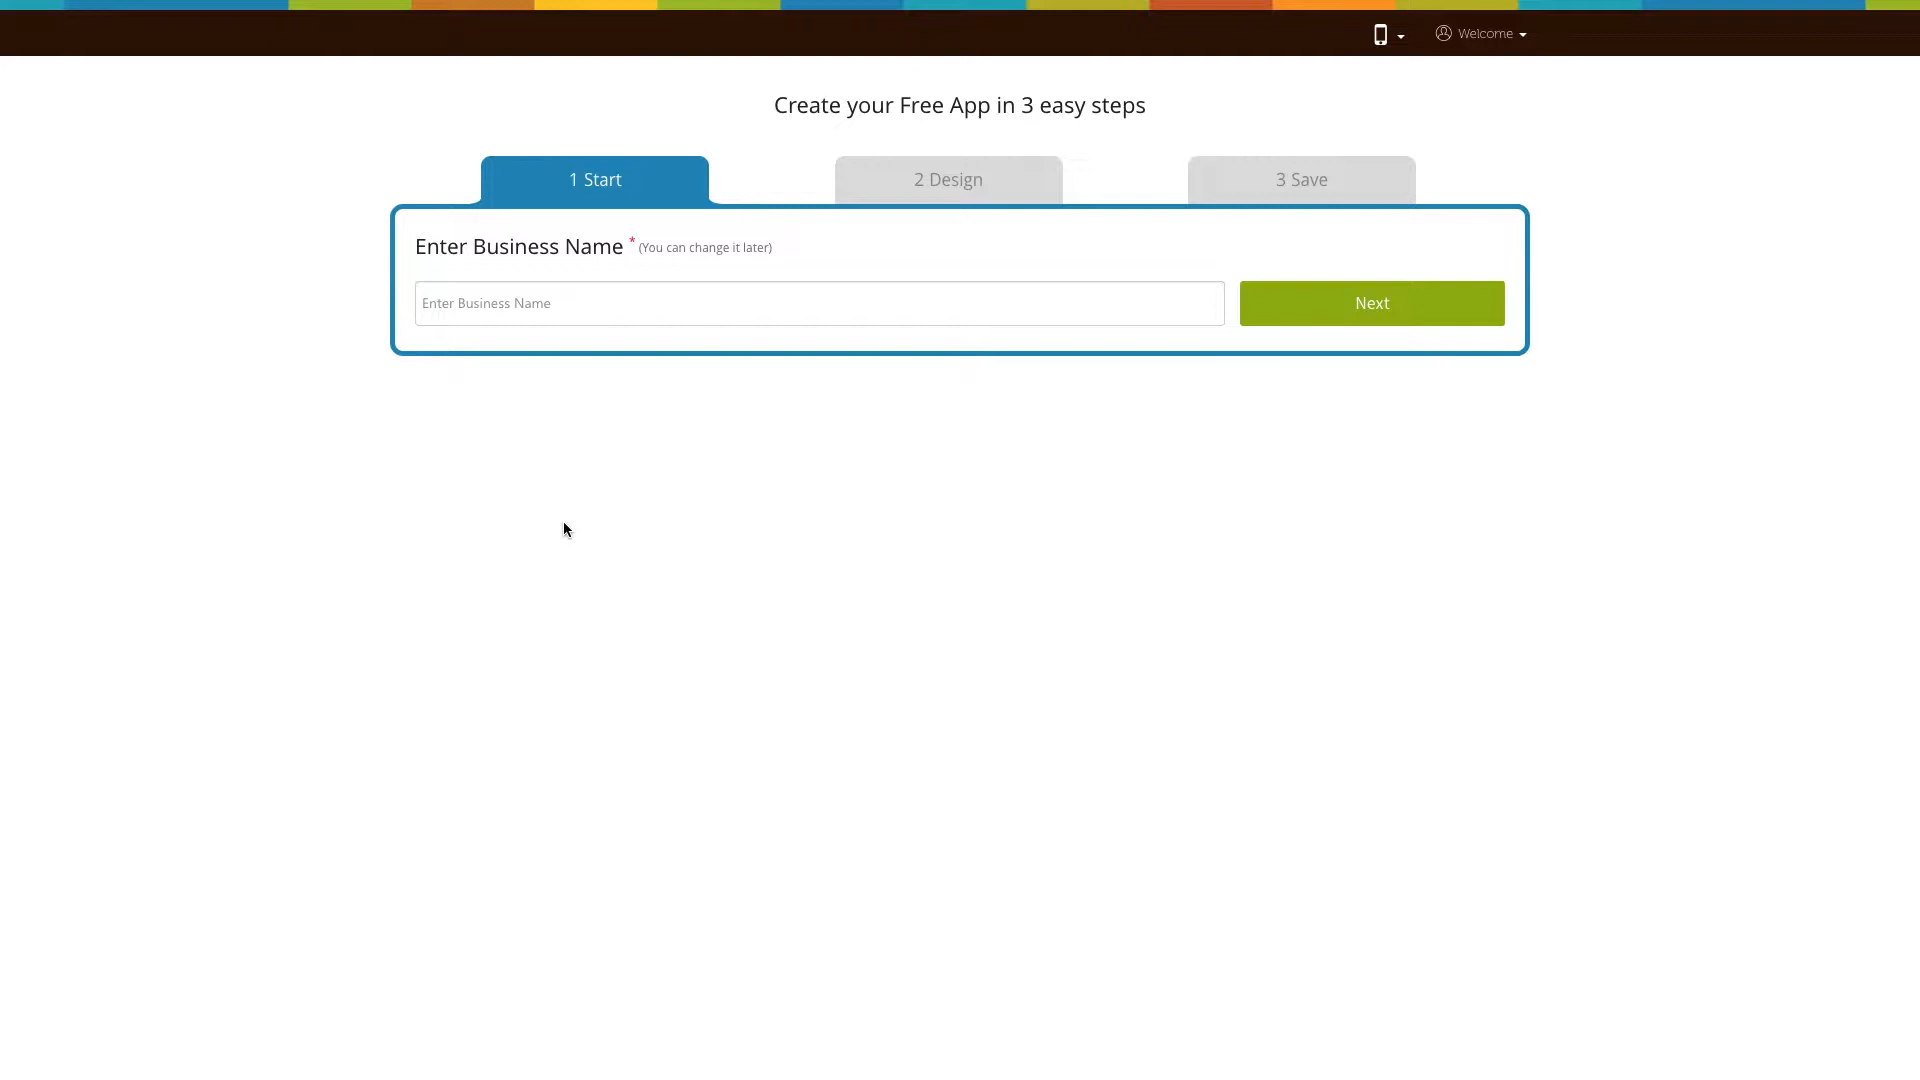 Welcome
Create your Free App in 3 easy steps
1 Start
2 Design
3 Save
Enter Business Name * (You can change it later)
Enter Business Name
Next